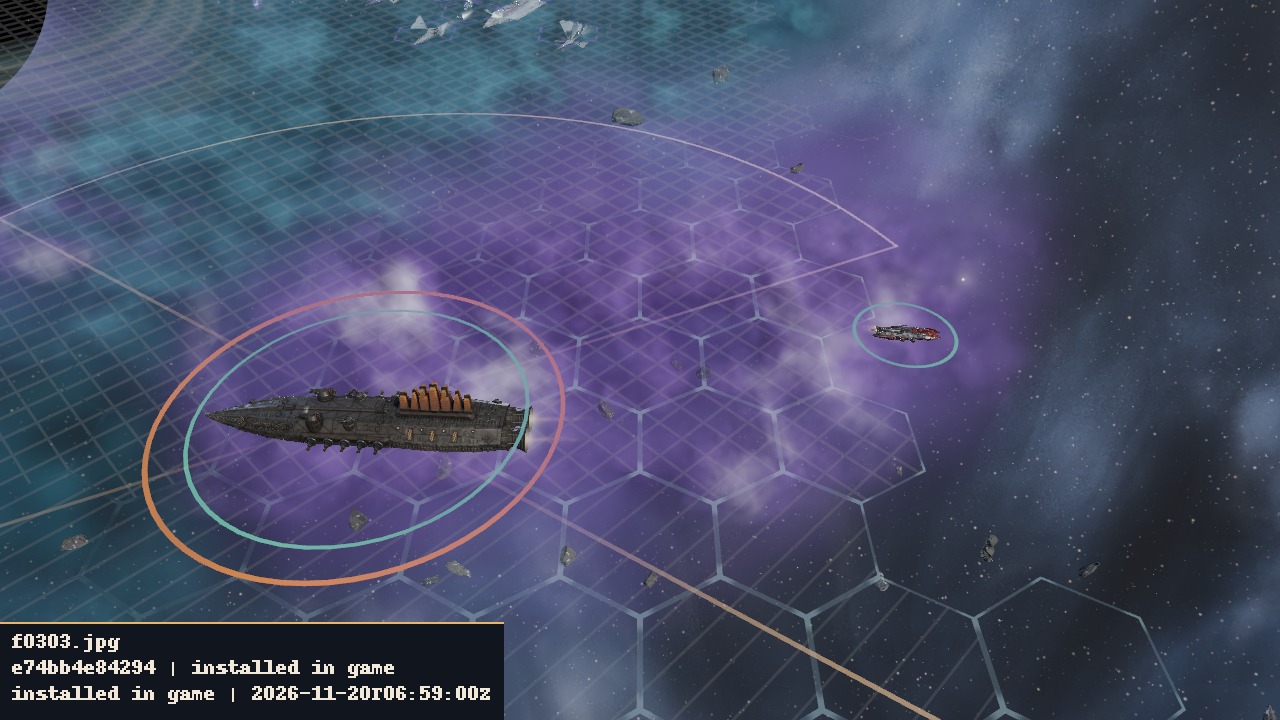 f0303.jpg
e74bb4e84294 | installed in game
installed in game | 2026-11-20T06:59:00z